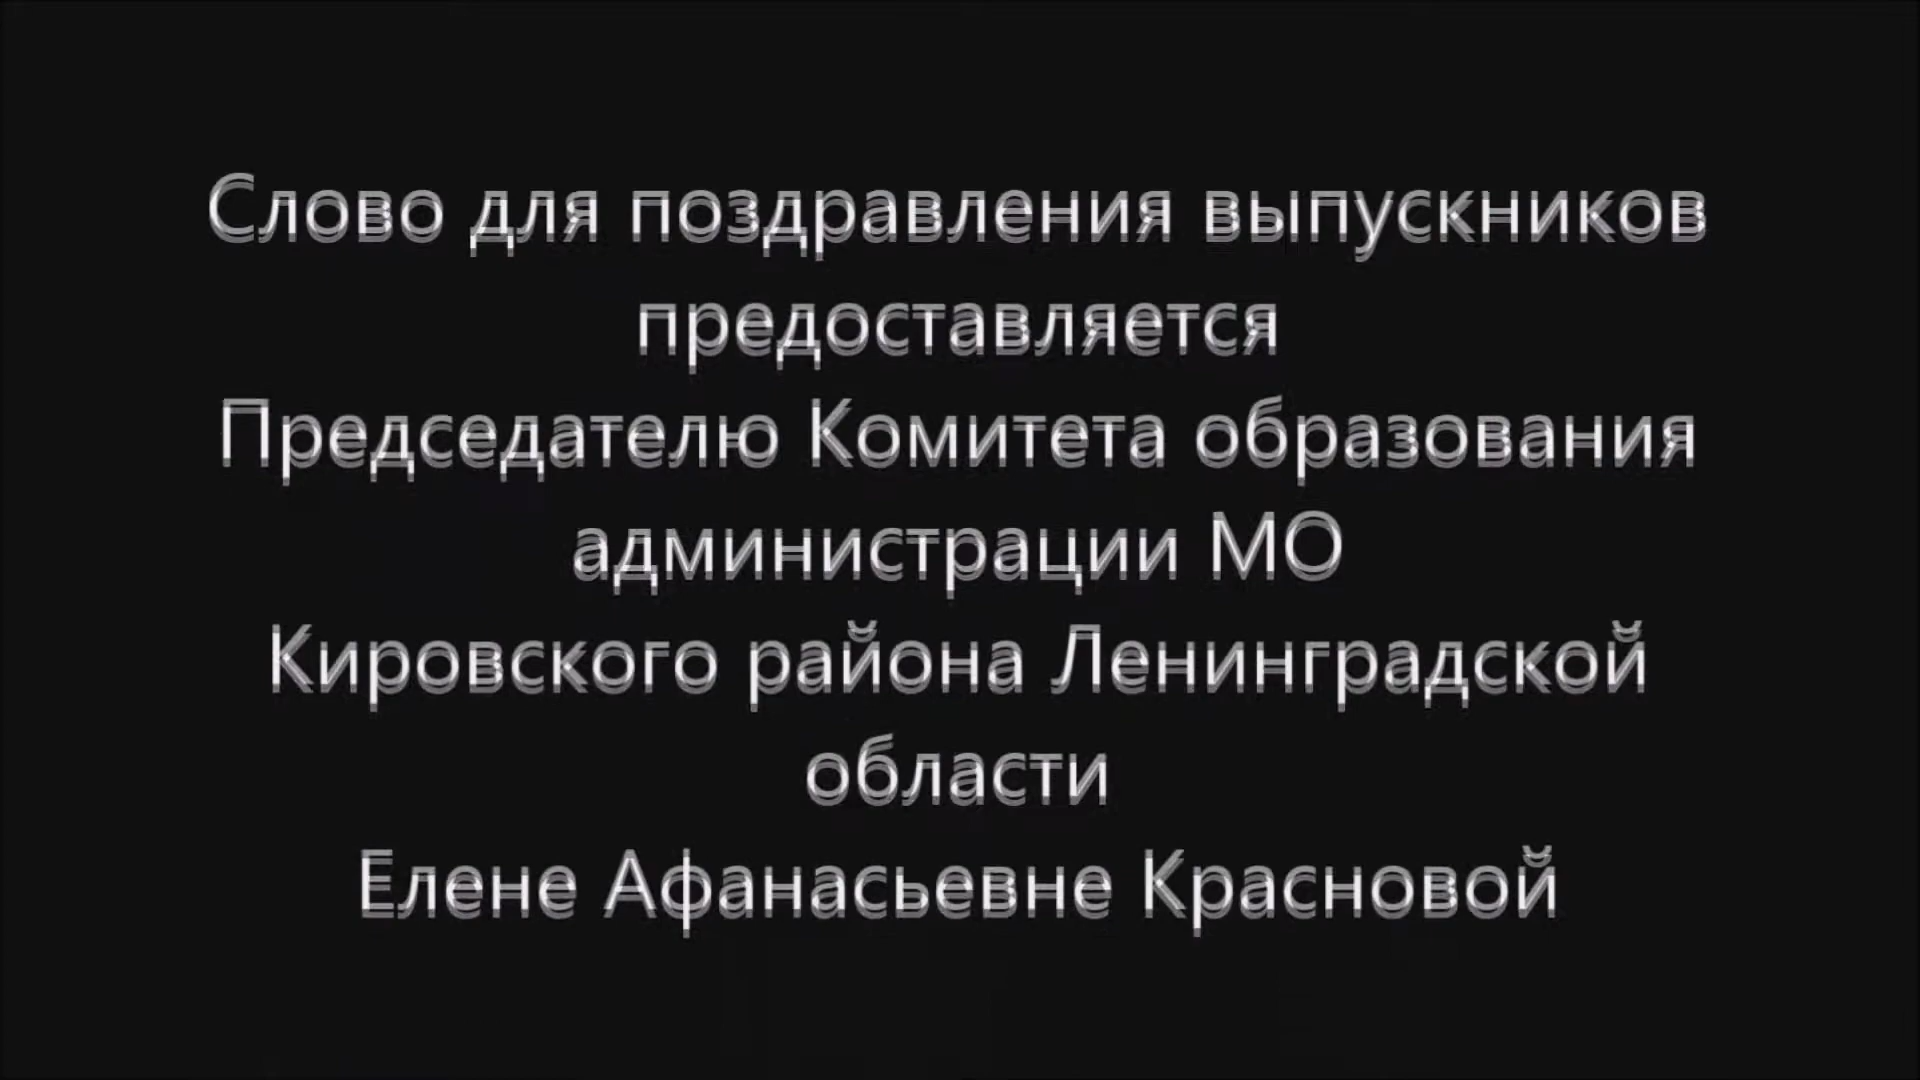 Слово для поздравления выпускников
предоставляется
Председателю Комитета образования
администрации МО
Кировского района Ленинградской
области
Елене Афанасьевне Красновой